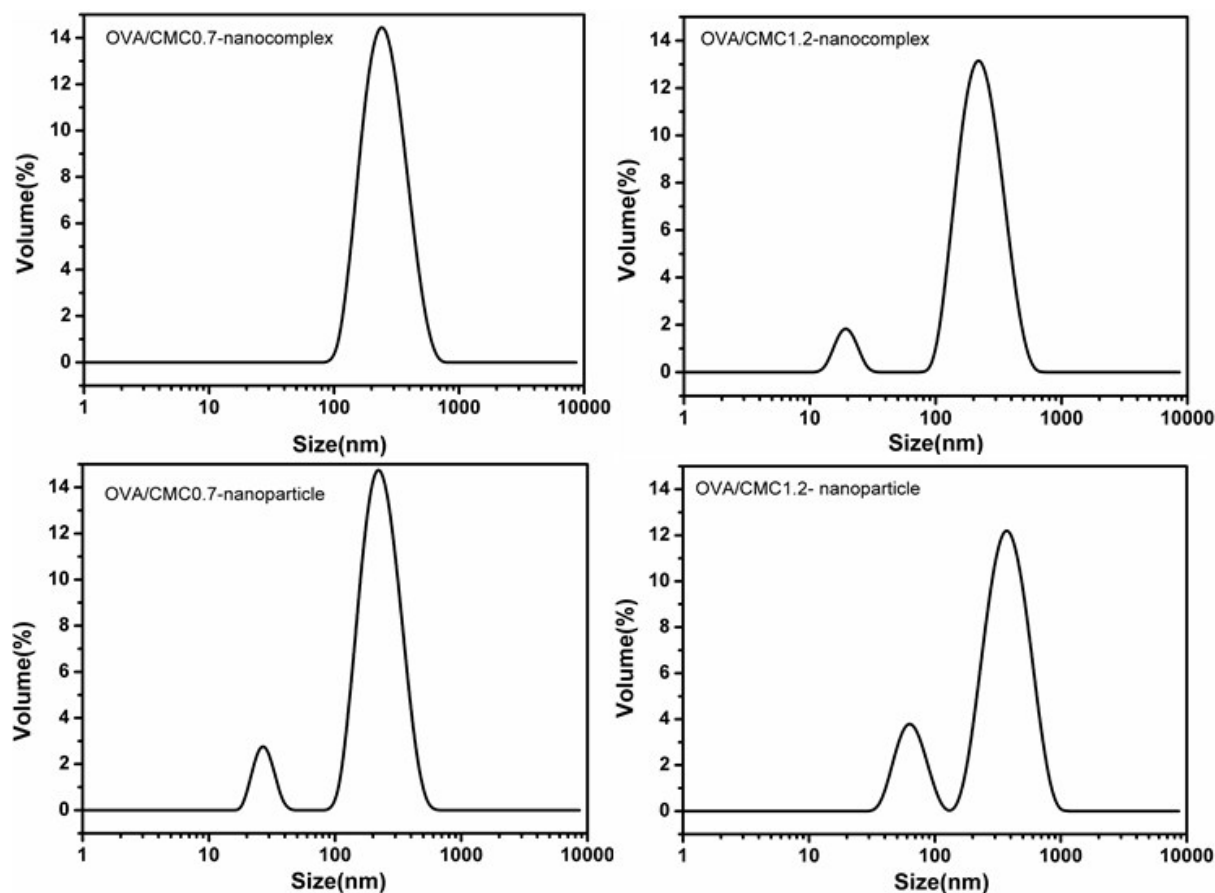 OVA/CMC0.7-nanocomplex
Volume(%)
14
12
10
8
6
4
2
0
1 10 100 1000 10000
Size(nm)
OVA/CMC1.2-nanocomplex
Volume(%)
14
12
10
8
6
4
2
0
1 10 100 1000 10000
Size(nm)
OVA/CMC0.7-nanoparticle
Volume(%)
14
12
10
8
6
4
2
0
1 10 100 1000 10000
Size(nm)
OVA/CMC1.2- nanoparticle
Volume(%)
14
12
10
8
6
4
2
0
1 10 100 1000 10000
Size(nm)